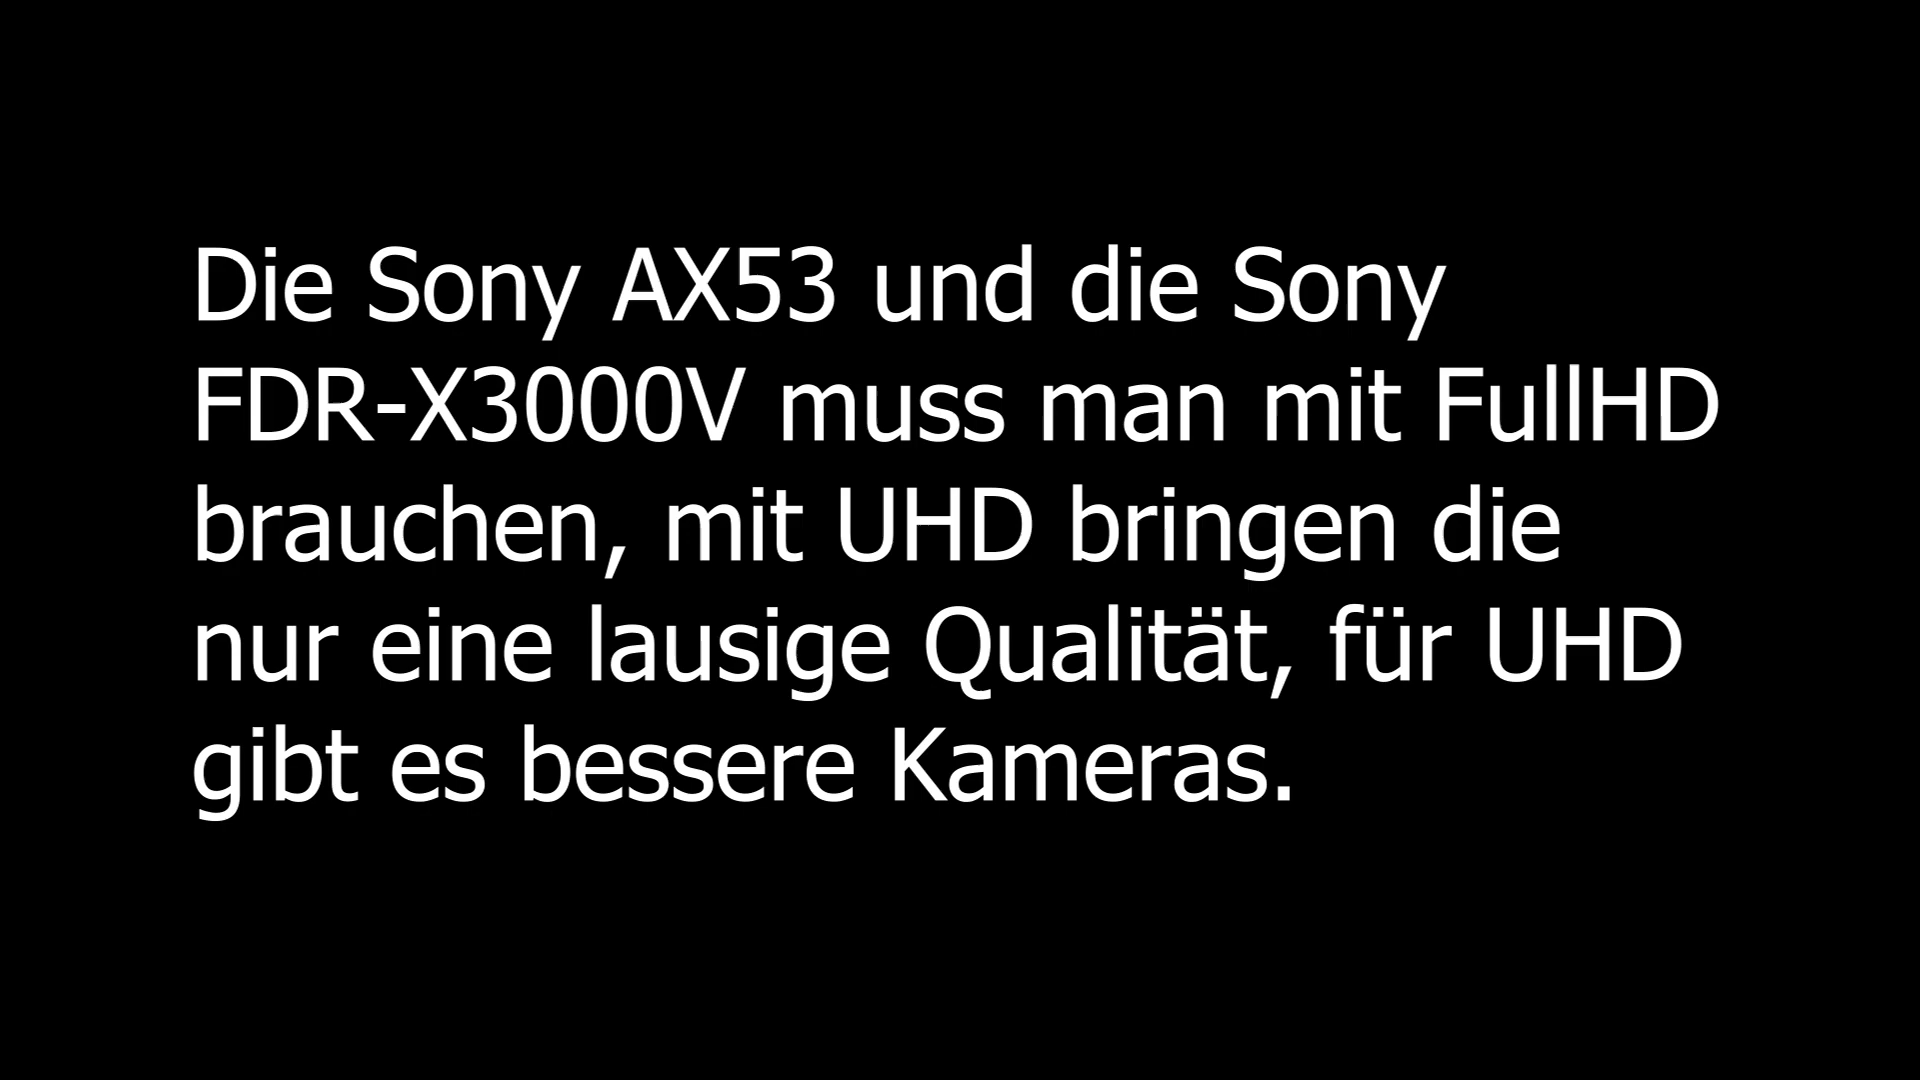 Die Sony AX53 und die Sony
FDR-X3000V muss man mit FullHD
brauchen, mit UHD bringen die
nur eine lausige Qualität, für UHD
gibt es bessere Kameras.